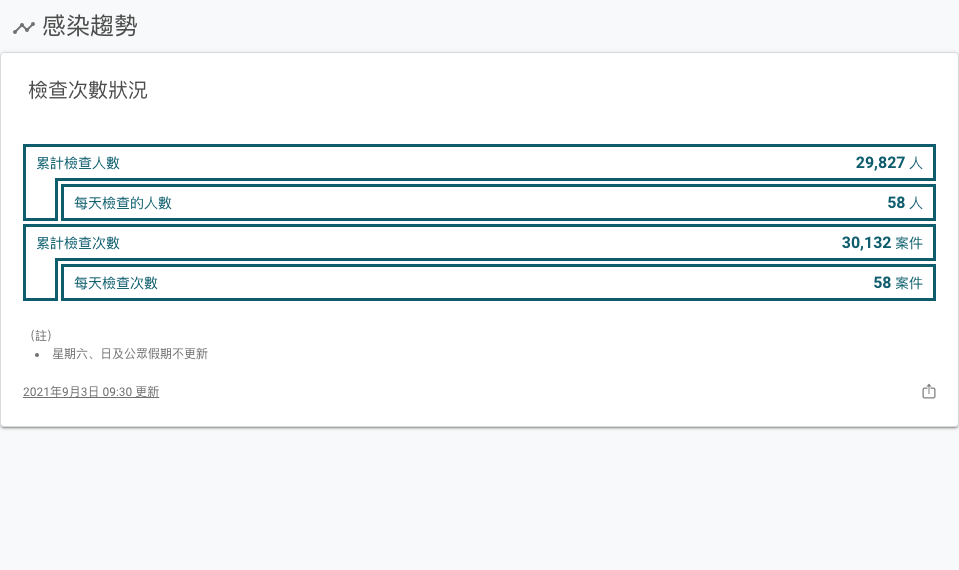 感染趨勢
檢查次數狀況
累計檢查人數 29,827 人
每天檢查的人數 58 人
累計檢查次數 30,132 案件
每天檢查次數 58 案件
（註）
• 星期六、日及公眾假期不更新
2021年9月3日 09:30 更新